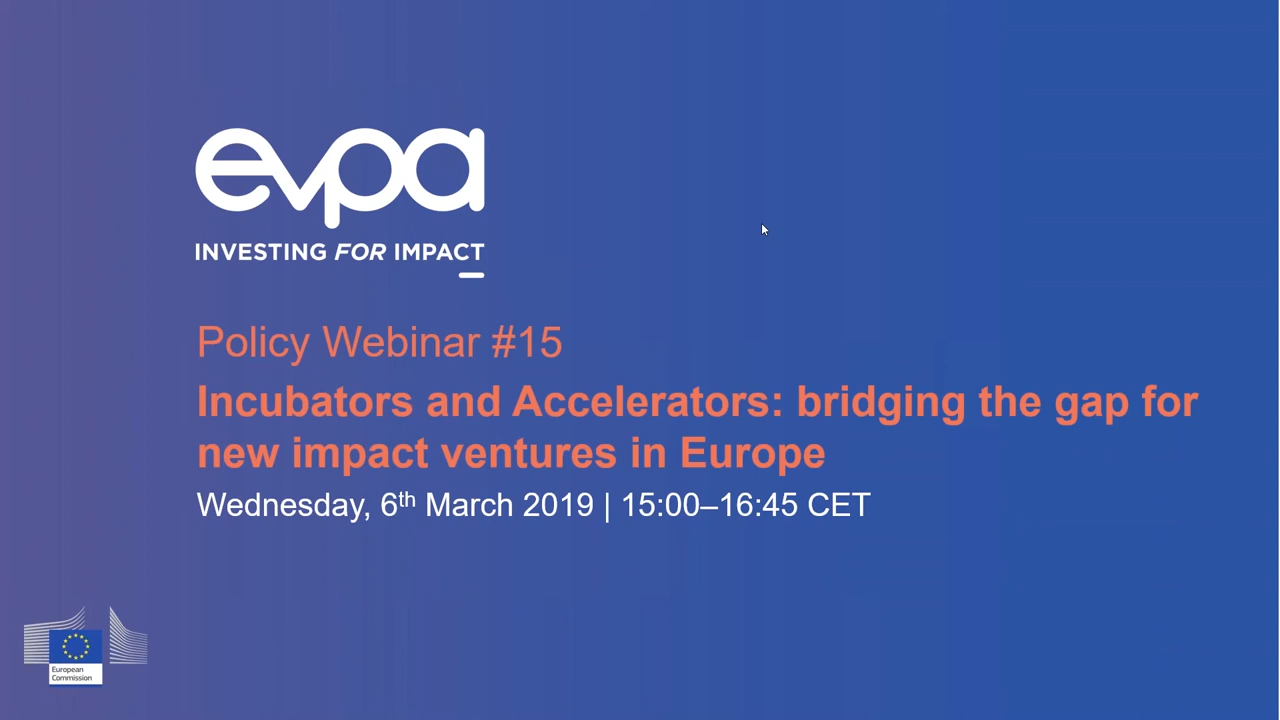 evpa
INVESTING FOR IMPACT
Policy Webinar #15
Incubators and Accelerators: bridging the gap for
new impact ventures in Europe
Wednesday, 6th March 2019 | 15:00–16:45 CET
European
Commission